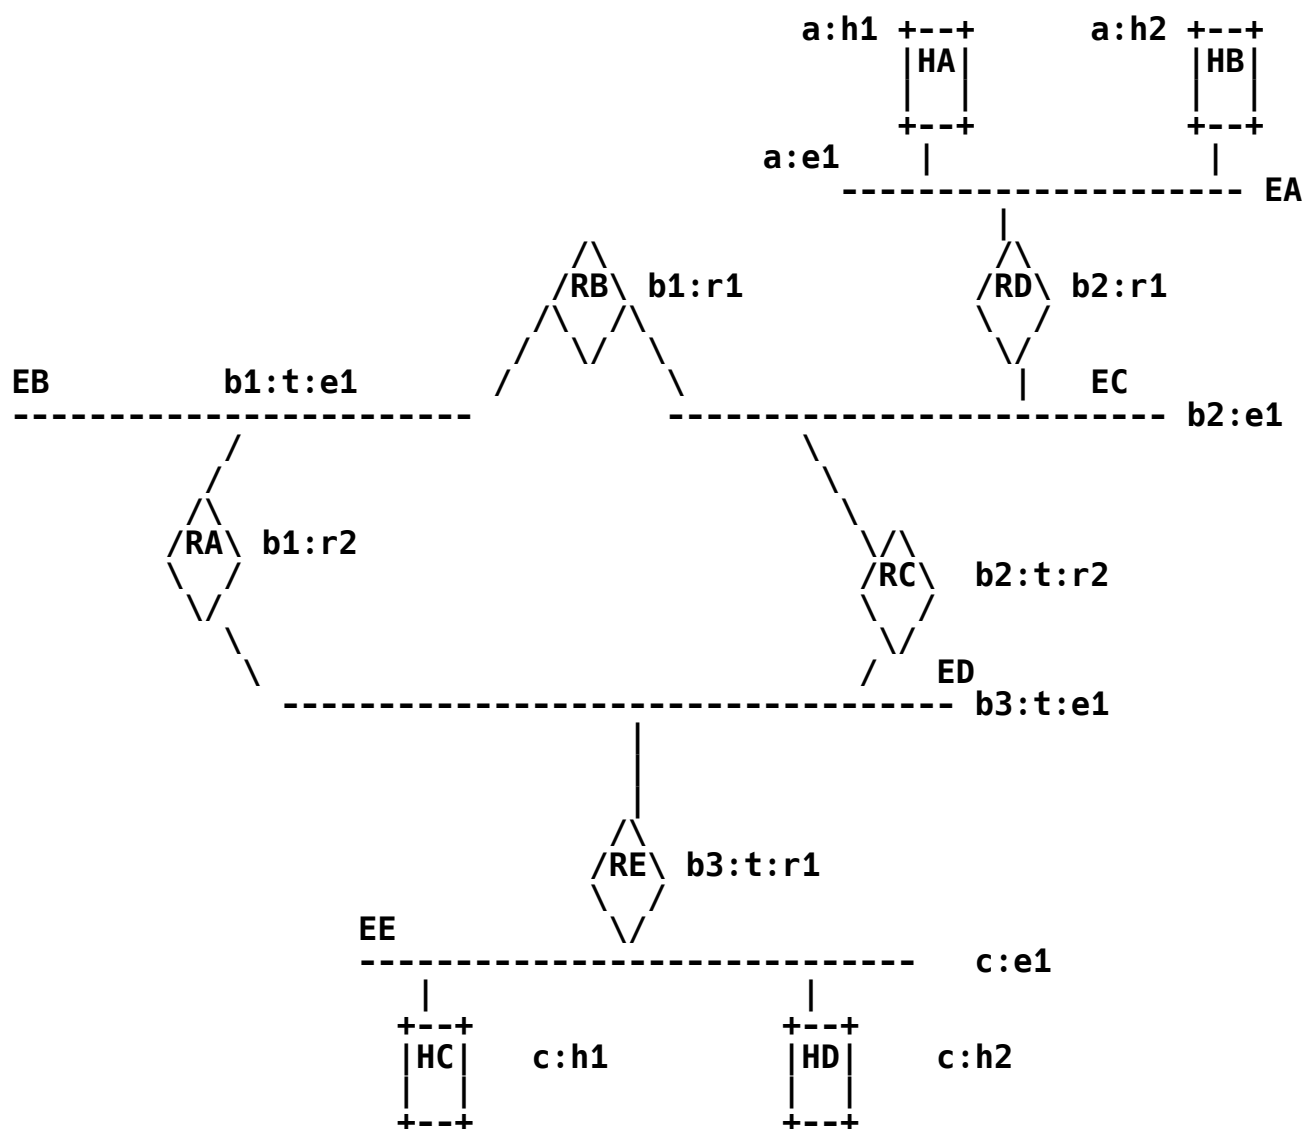 a:h1 a:h2
HA HB
a:e1
EA
RB b1:r1 RD b2:r1
EB b1:t:e1 EC
b2:e1
RA b1:r2
RC b2:t:r2
ED
b3:t:e1
RE b3:t:r1
EE
c:e1
HC c:h1 HD c:h2